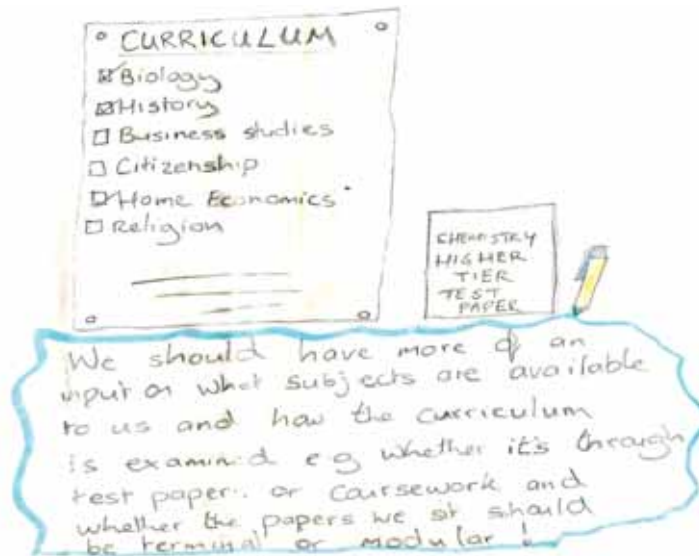 CURRICULUM
Biology
History
Business studies
Citizenship
Home Economics
Religion
CHEMISTRY
HIGHER
TIER
TEST
PAPER
We should have more of an
input on what subjects are available
to us and how the curriculum
is examined eg whether it's through
test papers or coursework and
whether the papers we sit should
be terminal or modular!